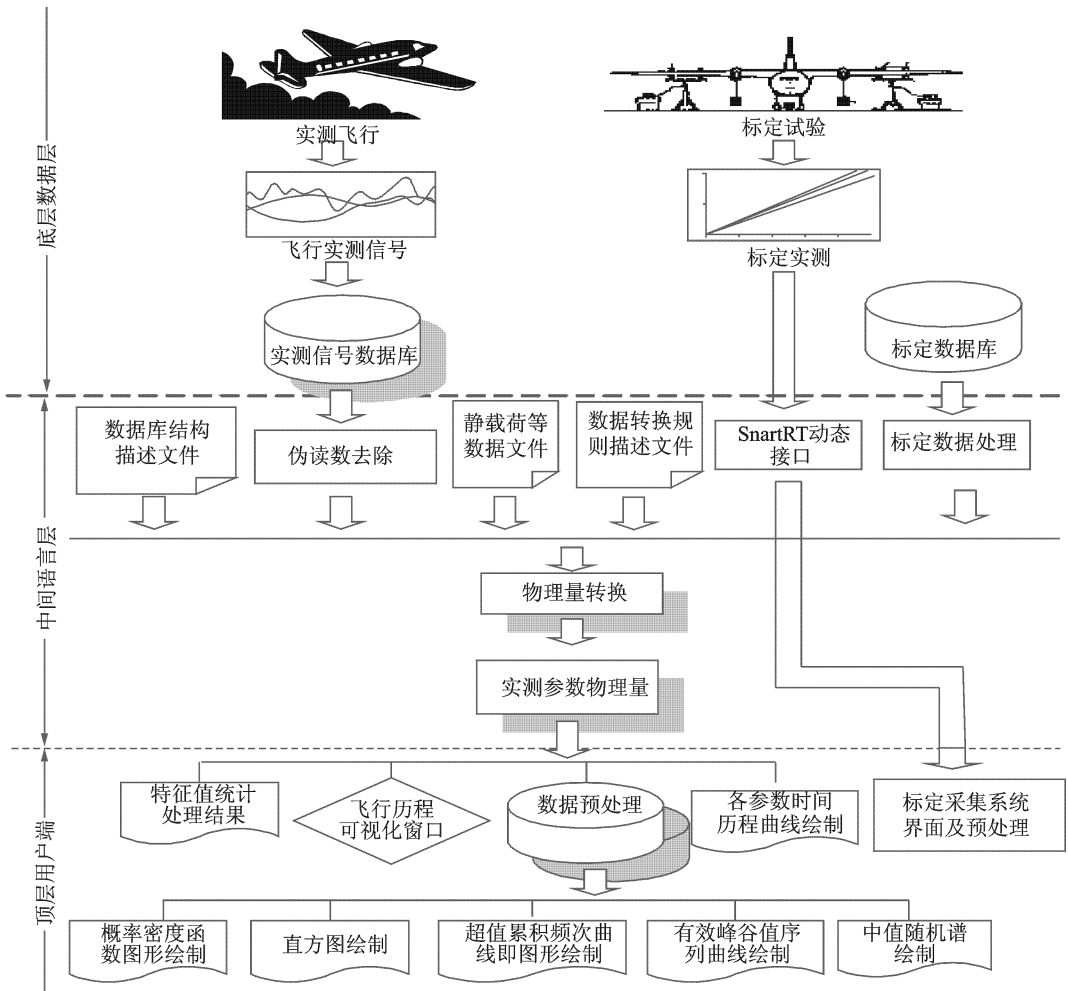 底层数据层
实测飞行
标定试验
飞行实测信号
标定实测
实测信号数据库
标定数据库
中间语言层
数据库结构
描述文件
伪读数去除
静载荷等
数据文件
数据转换规
则描述文件
SnartRT动态
接口
标定数据处理
物理量转换
实测参数物理量
顶层用户端
特征值统计
处理结果
飞行历程
可视化窗口
数据预处理
各参数时间
历程曲线绘制
标定采集系统
界面及预处理
概率密度函
数图形绘制
直方图绘制
超值累积频次曲
线即图形绘制
有效峰谷值序
列曲线绘制
中值随机谱
绘制